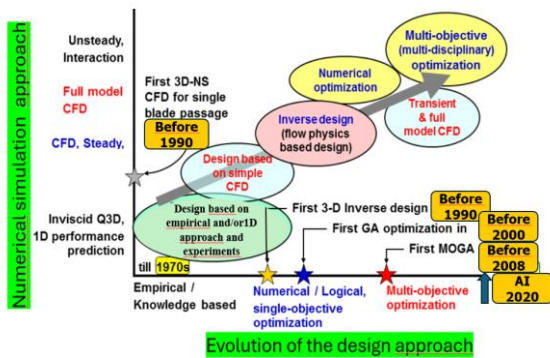 Numerical simulation approach
Unsteady,
Interaction
Full model
CFD
CFD, Steady,
Inviscid Q3D,
1D performance
prediction
First 3D-NS
CFD for single
blade passage
Before
1990
Multi-objective
(multi-disciplinary)
optimization
Numerical
optimization
Inverse design
(flow physics
based design)
Transient
& full
model CFD
Design based
on simple
CFD
Design based on
empirical and/or1D
approach and
experiments
First 3-D Inverse design
Before
1990
First GA optimization in
Before
2000
First MOGA
Before
2008
AI
2020
till 1970s
Empirical /
Knowledge based
Numerical / Logical,
single-objective
optimization
Multi-objective
optimization
Evolution of the design approach